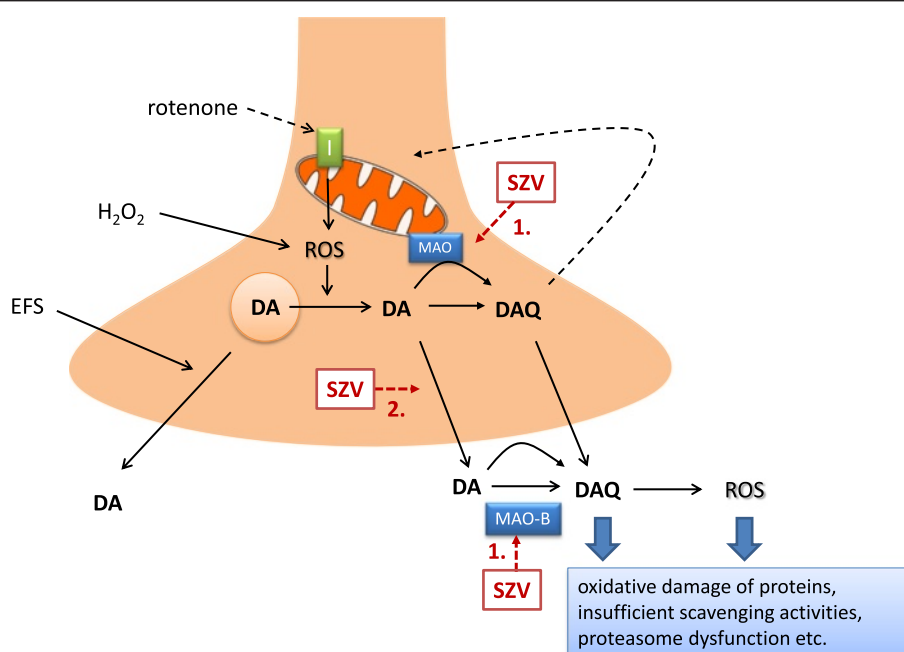 rotenone
I
SZV
1.
H₂O₂
ROS
MAO
EFS
DA
DA
DAQ
SZV
2.
DA
DA
DAQ
ROS
MAO-B
1.
SZV
oxidative damage of proteins,
insufficient scavenging activities,
proteasome dysfunction etc.